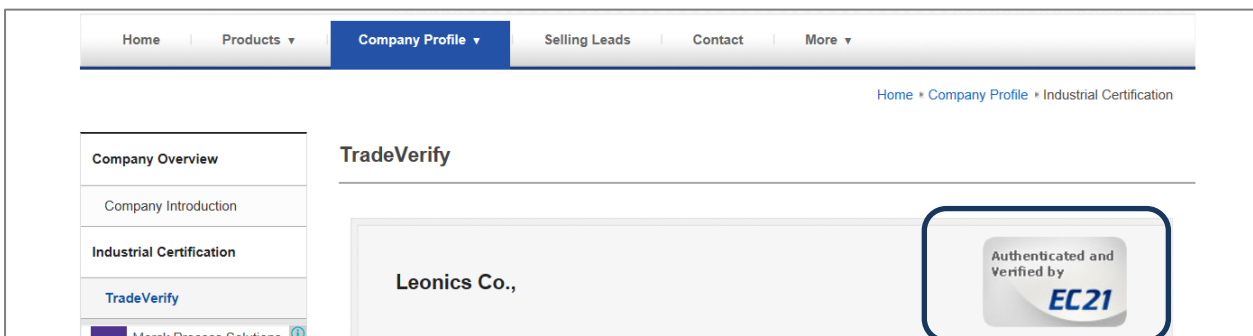 Home Products ▼ Company Profile ▼ Selling Leads Contact More ▼
Home » Company Profile » Industrial Certification
Company Overview
TradeVerify
Company Introduction
Industrial Certification
Leonics Co.,
Authenticated and
Verified by
EC21
TradeVerify